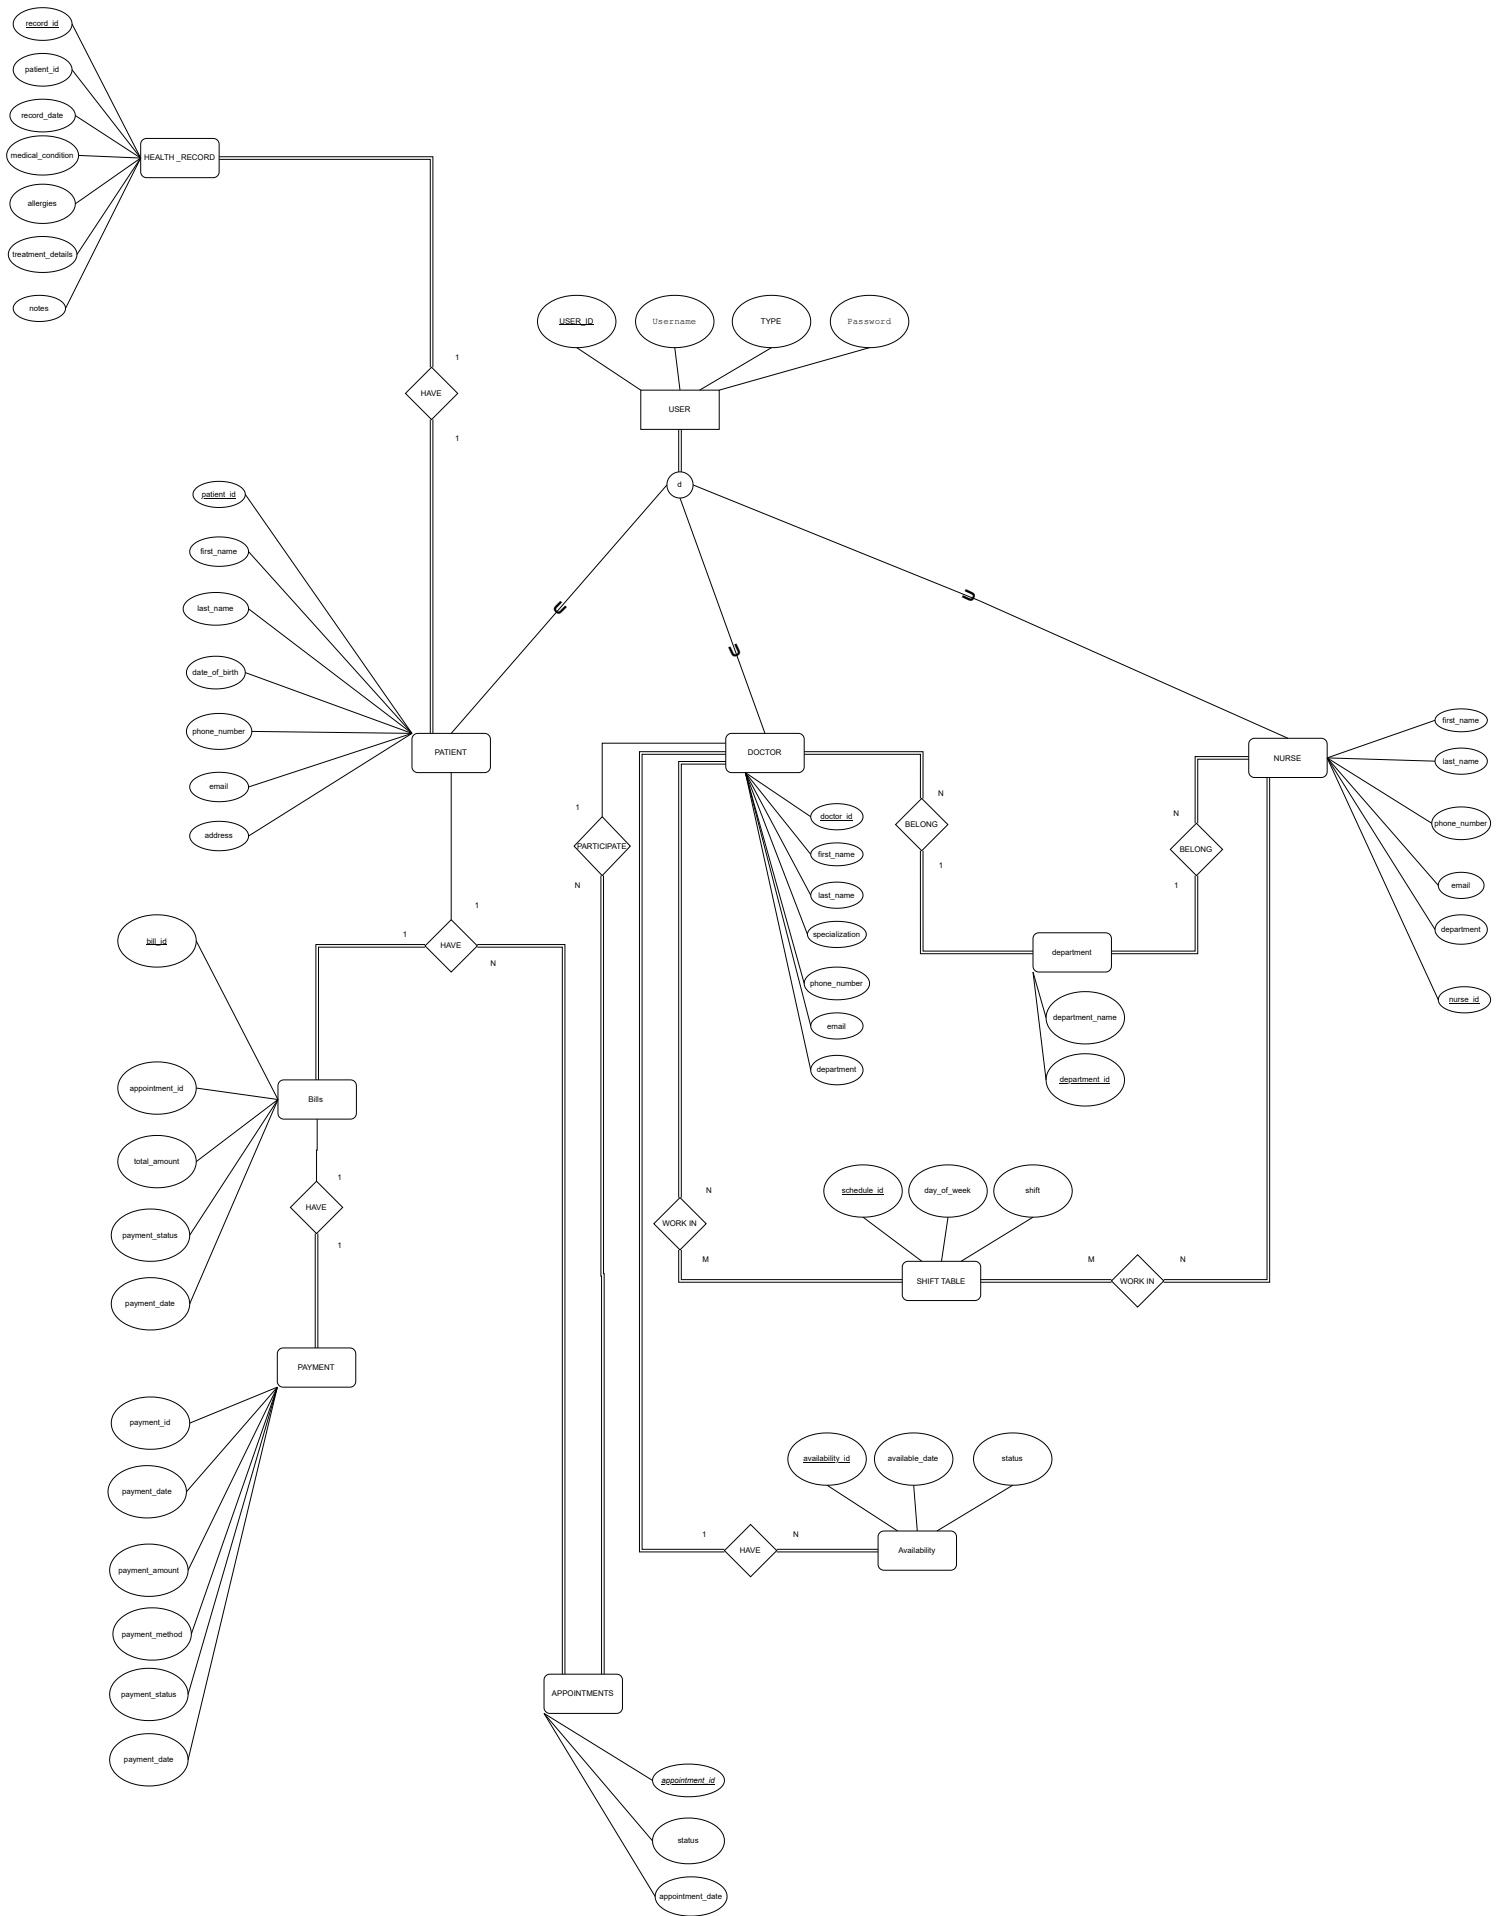 record_id
patient_id
record_date
medical_condition
HEALTH _RECORD
allergies
treatment_details
notes
USER_ID
Username
TYPE
Password
1
HAVE
USER
1
d
patient_id
first_name
last_name
U
U
U
date_of_birth
phone_number
PATIENT
email
address
DOCTOR
NURSE
first_name
last_name
phone_number
email
department
nurse_id
1
PARTICIPATE
N
doctor_id
first_name
last_name
specialization
phone_number
email
department
N
BELONG
1
N
BELONG
1
department
department_name
department_id
1
1
HAVE
N
bill_id
appointment_id
total_amount
payment_status
payment_date
Bills
1
HAVE
1
N
WORK IN
M
schedule_id
day_of_week
shift
SHIFT TABLE
M
WORK IN
N
PAYMENT
payment_id
payment_date
payment_amount
payment_method
payment_status
payment_date
availability_id
available_date
status
1
HAVE
N
Availability
APPOINTMENTS
appointment_id
status
appointment_date